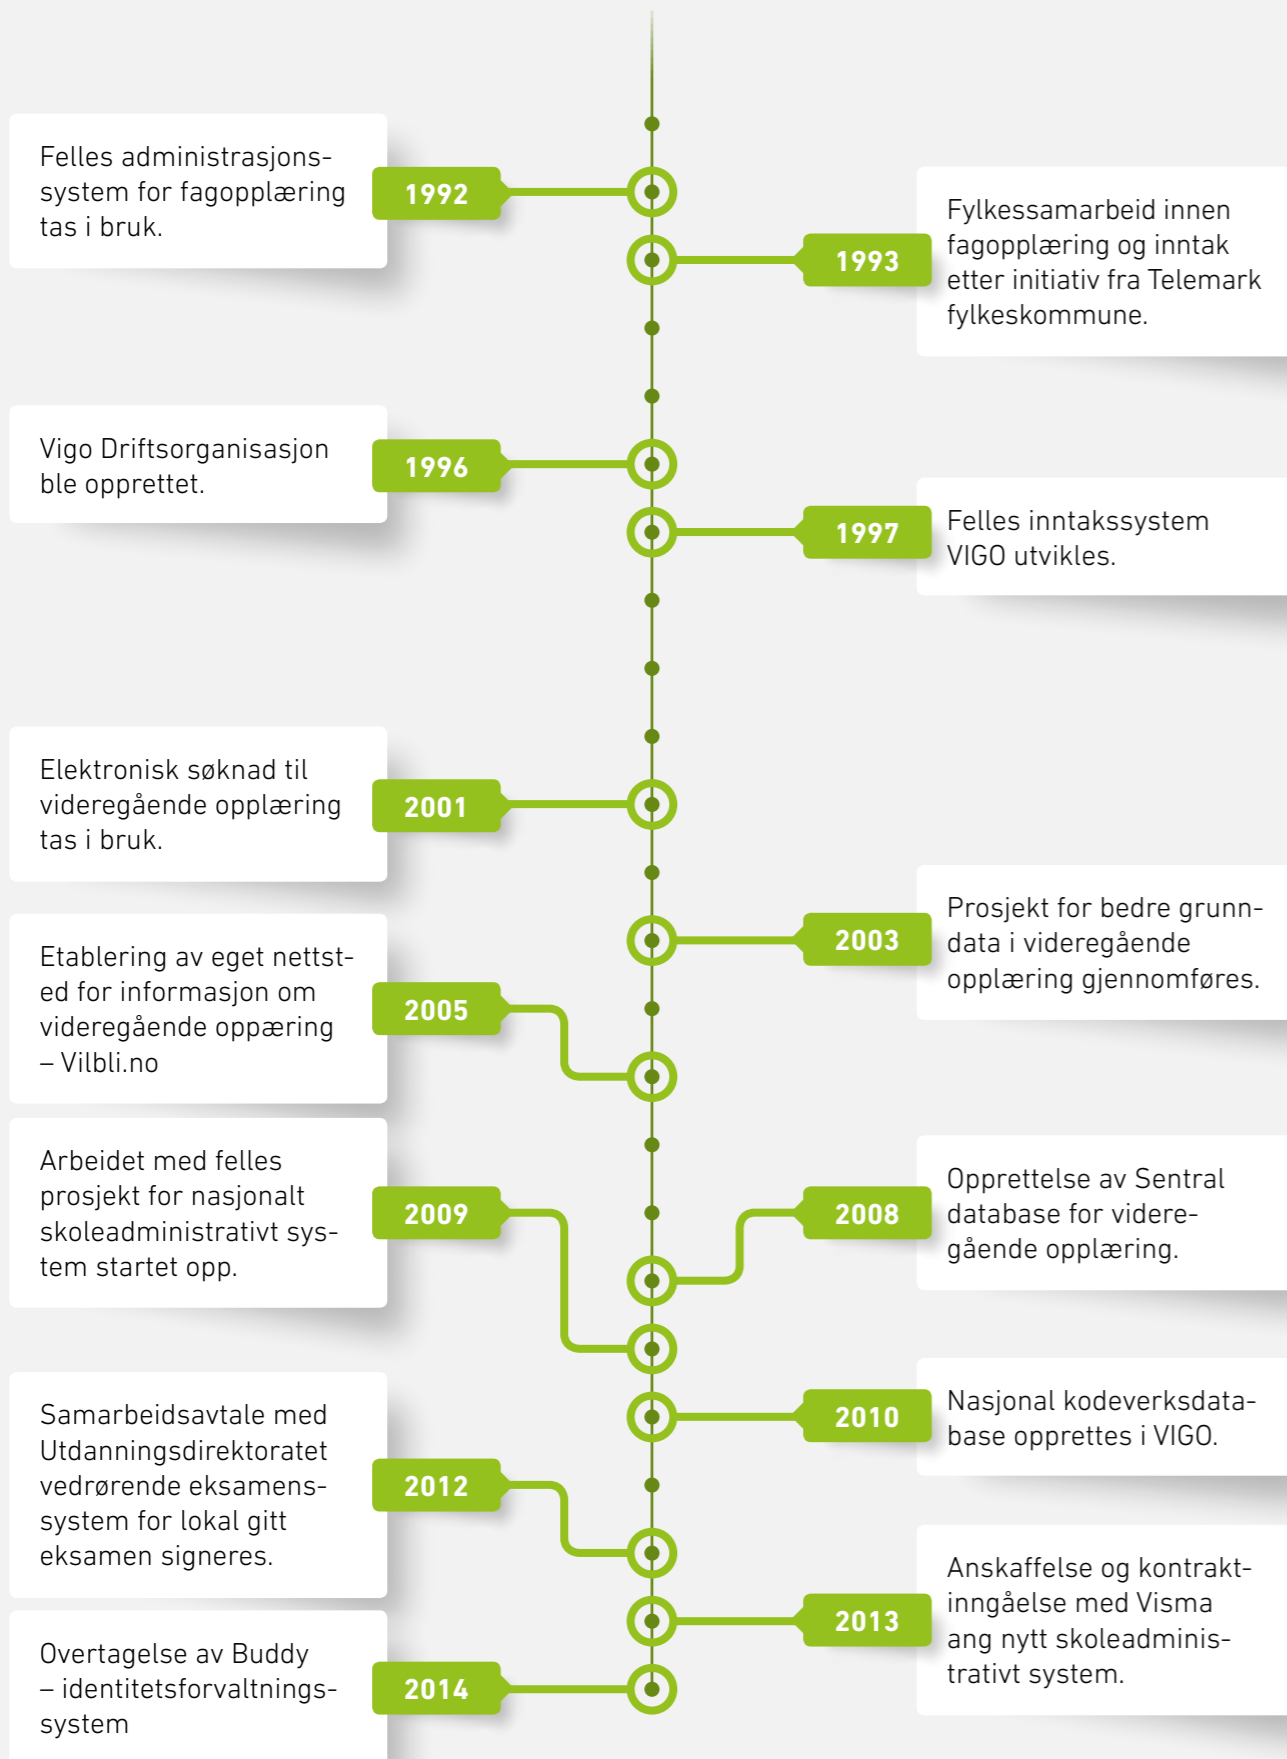 Felles administrasjons-
system for fagopplæring
tas i bruk.
1992
1993
Fylkessamarbeid innen
fagopplæring og inntak
etter initiativ fra Telemark
fylkeskommune.
Vigo Driftsorganisasjon
ble opprettet.
1996
1997
Felles inntakssystem
VIGO utvikles.
Elektronisk søknad til
videregående opplæring
tas i bruk.
2001
2003
Prosjekt for bedre grunn-
data i videregående
opplæring gjennomføres.
Etablering av eget nettst-
ed for informasjon om
videregående oppæring
– Vilbli.no
2005
2008
Opprettelse av Sentral
database for videre-
gående opplæring.
Arbeidet med felles
prosjekt for nasjonalt
skoleadministrativt sys-
tem startet opp.
2009
2010
Nasjonal kodeverksdata-
base opprettes i VIGO.
Samarbeidsavtale med
Utdanningsdirektoratet
vedrørende eksamens-
system for lokal gitt
eksamen signeres.
2012
2013
Anskaffelse og kontrakt-
inngåelse med Visma
ang nytt skoleadminis-
trativt system.
Overtagelse av Buddy
– identitetsforvaltnings-
system
2014